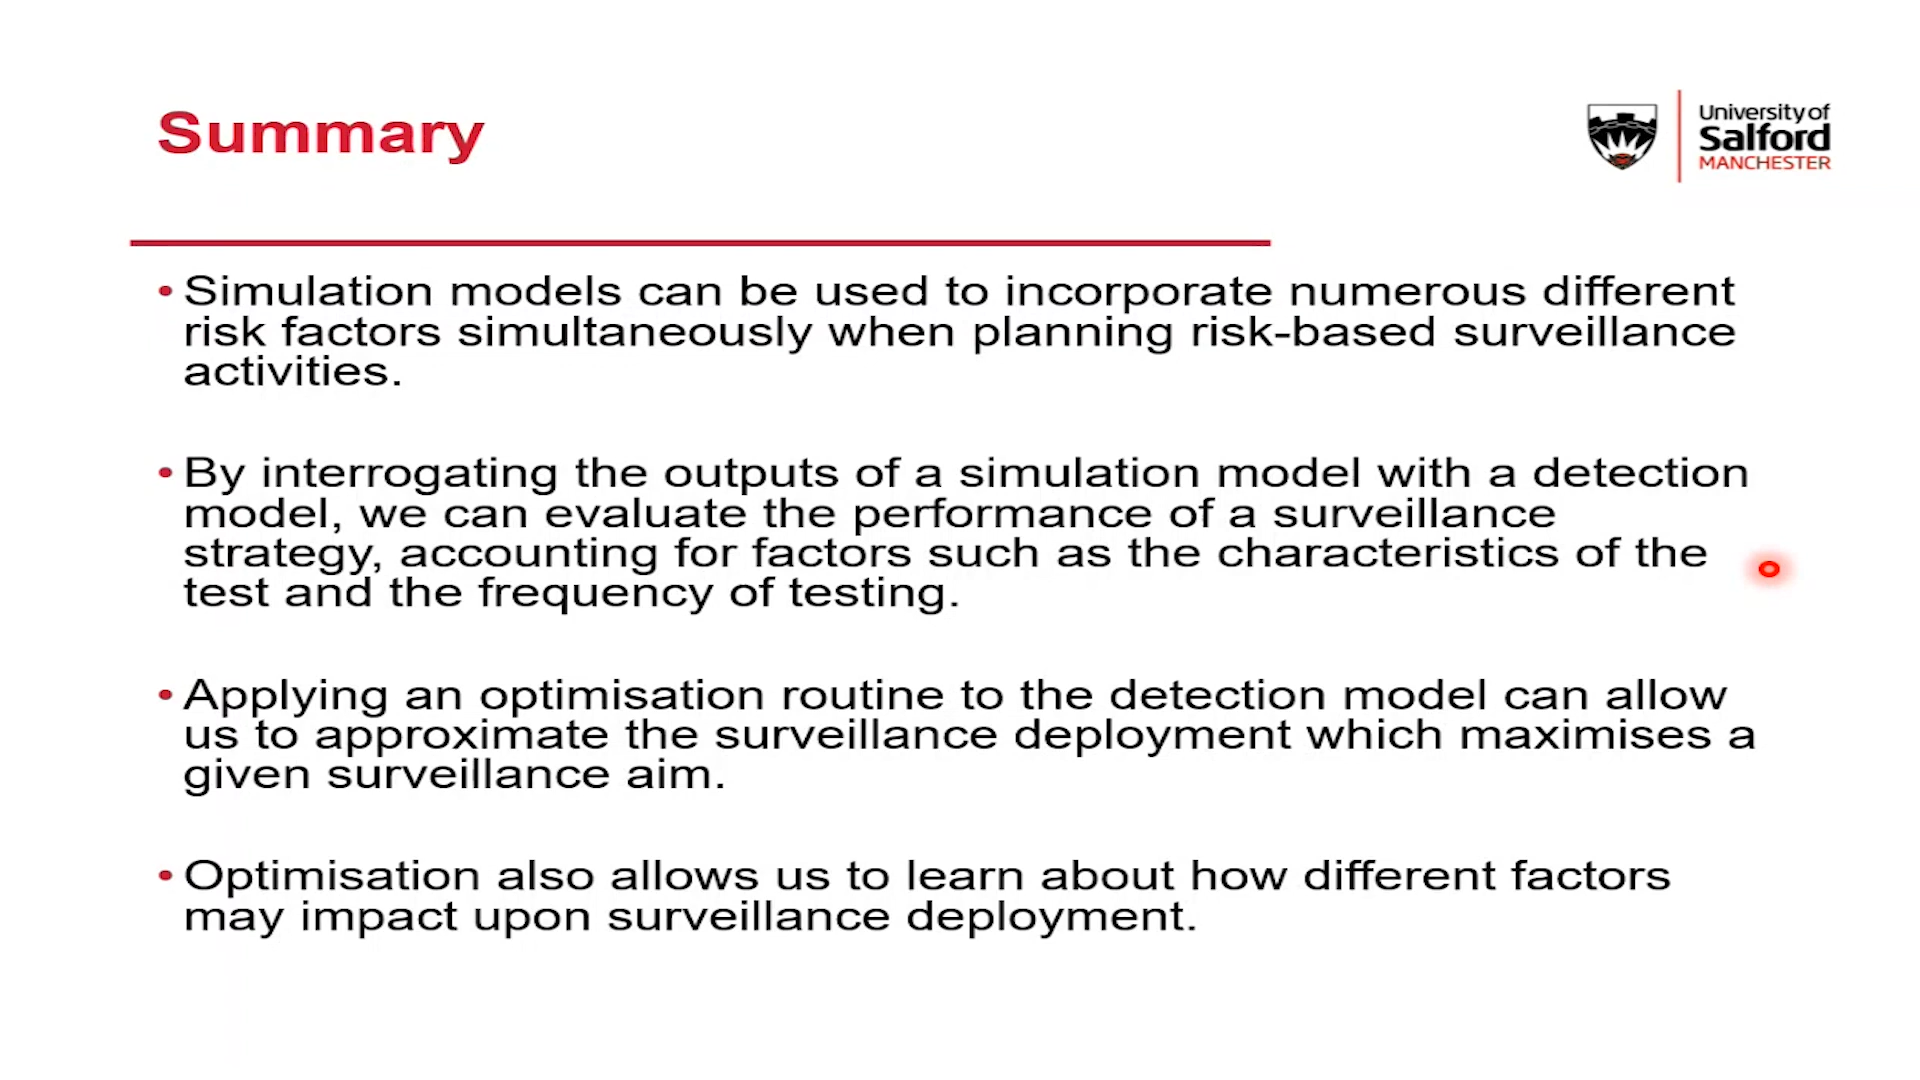 Summary
University of
Salford
MANCHESTER
• Simulation models can be used to incorporate numerous different
risk factors simultaneously when planning risk-based surveillance
activities.
• By interrogating the outputs of a simulation model with a detection
model, we can evaluate the performance of a surveillance
strategy, accounting for factors such as the characteristics of the
test and the frequency of testing.
• Applying an optimisation routine to the detection model can allow
us to approximate the surveillance deployment which maximises a
given surveillance aim.
• Optimisation also allows us to learn about how different factors
may impact upon surveillance deployment.